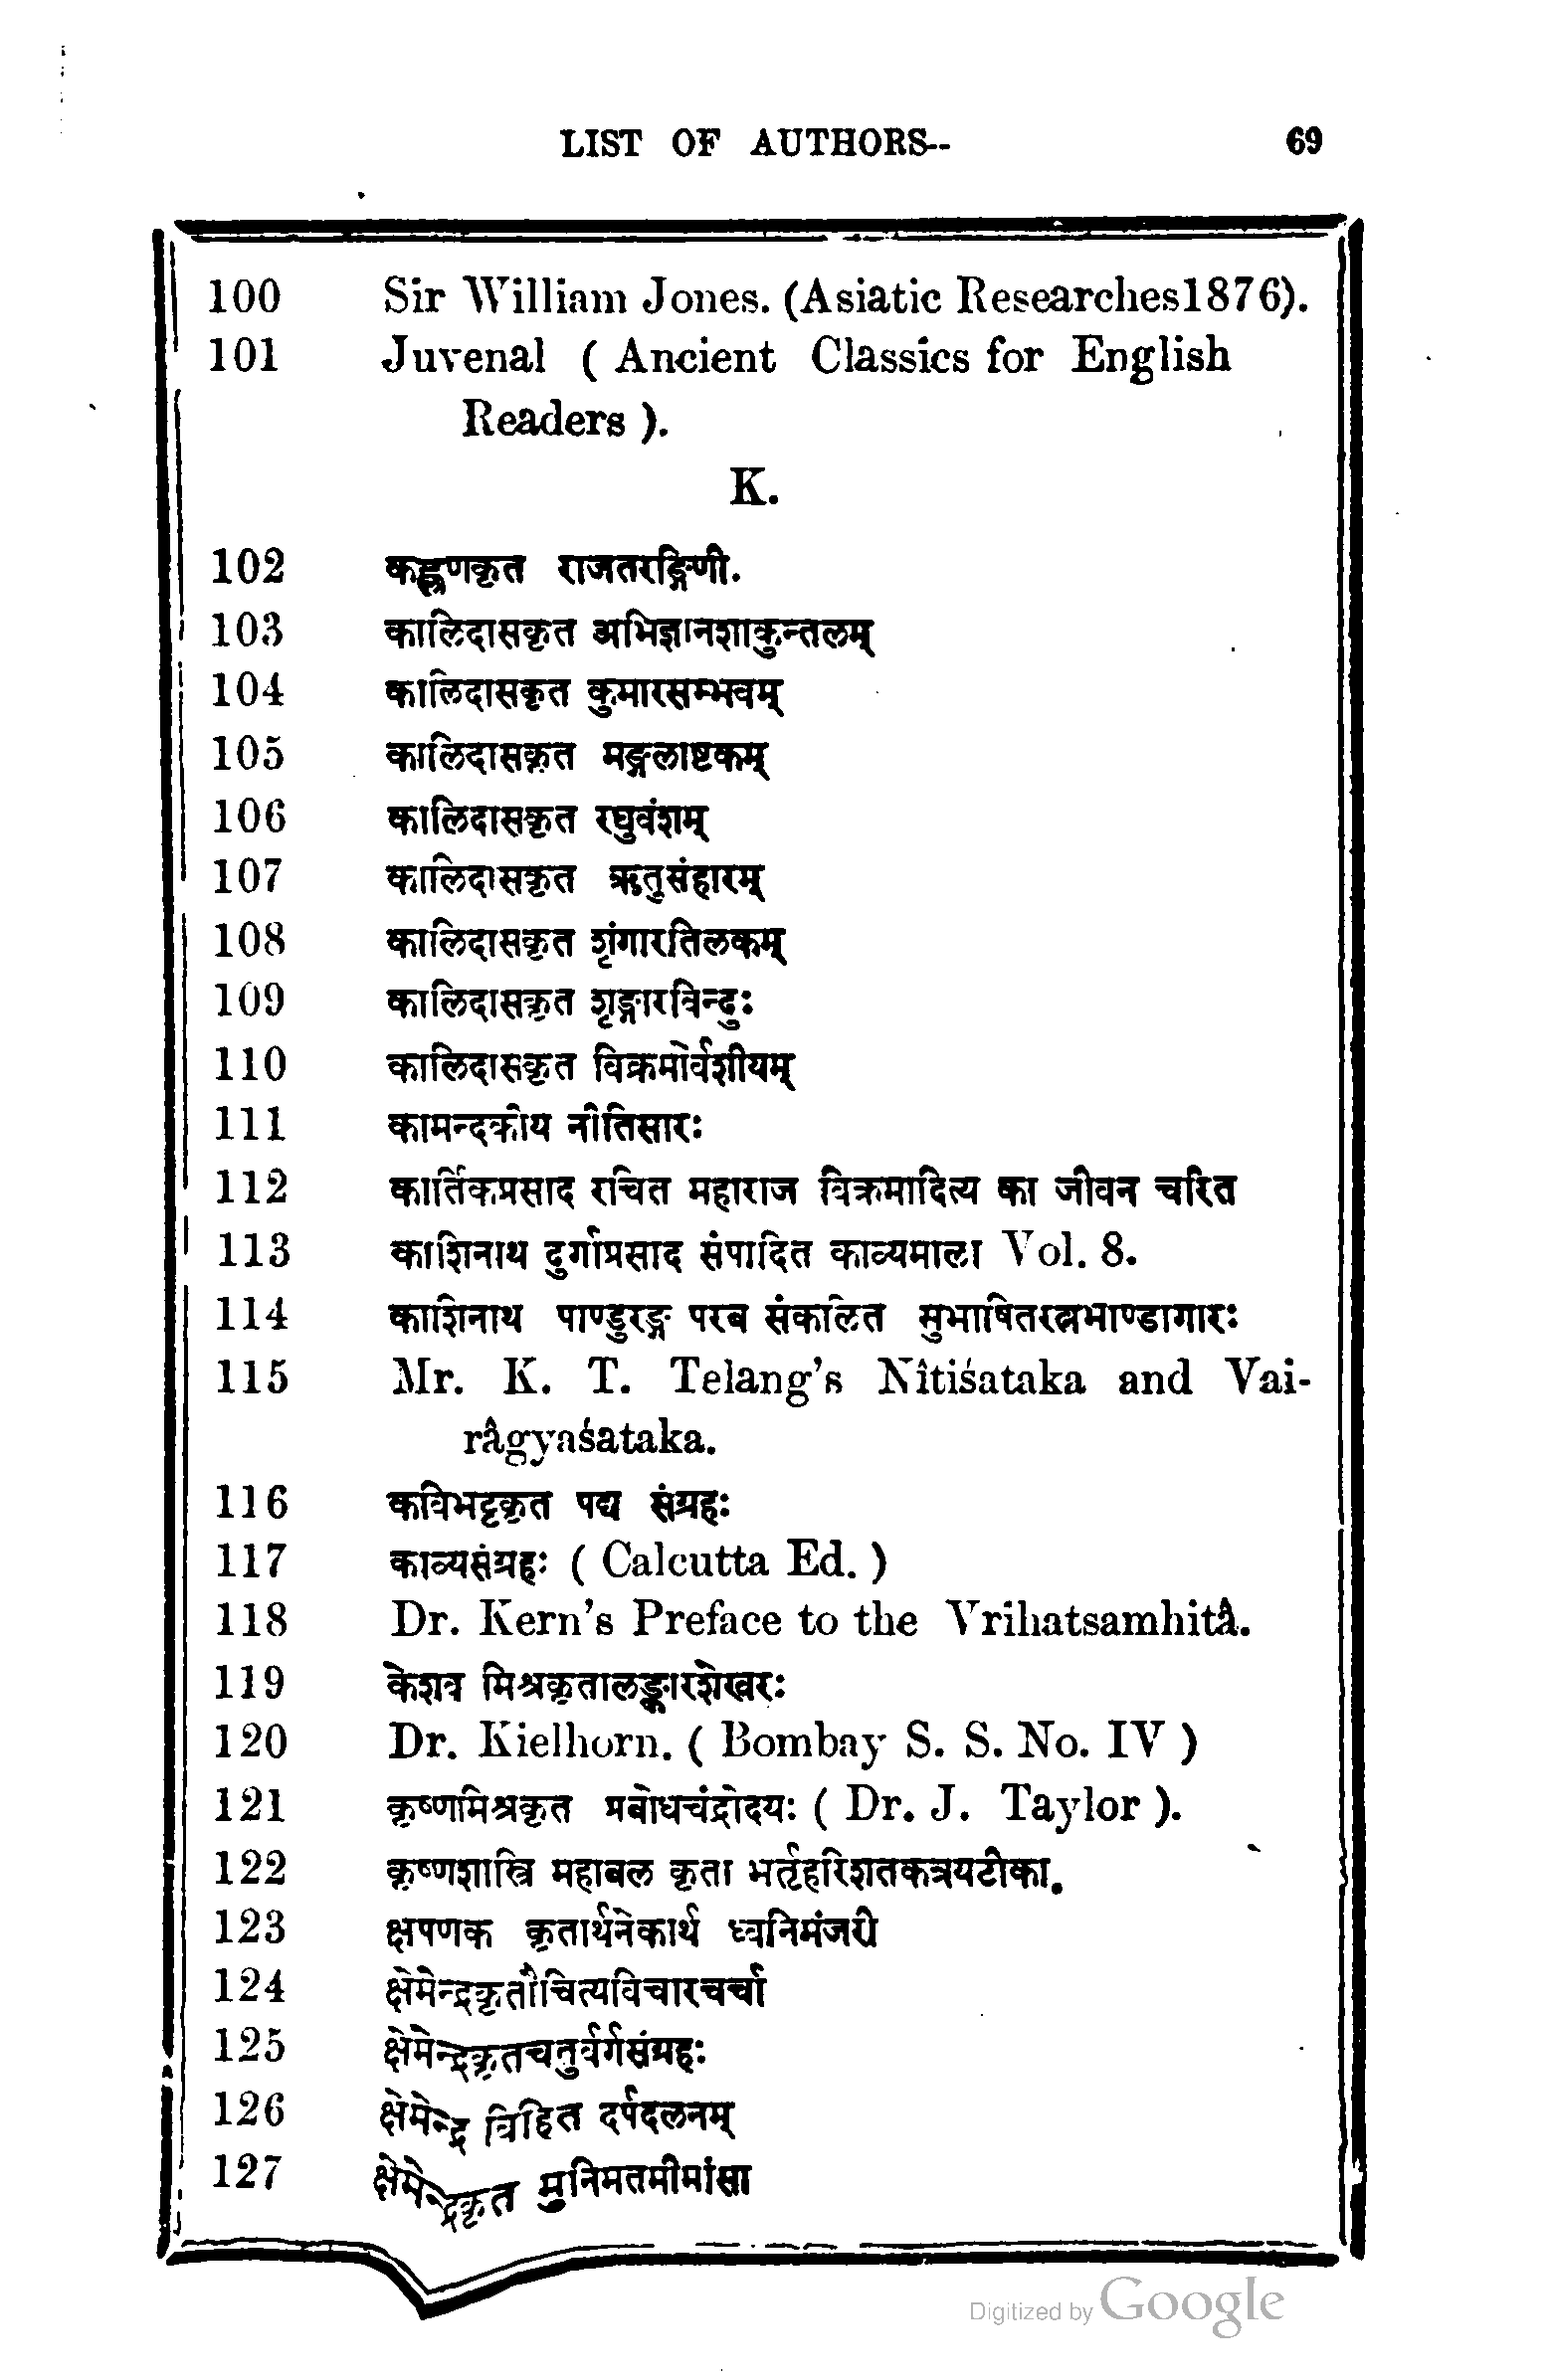 LIST OF AUTHORS-- 69
100 Sir William Jones. (Asiatic Researches1876).
101 Juvenal ( Ancient Classics for English
Readers ).
K.
102 कह्लणकृत राजतरङ्गिणी.
103 कालिदासकृत अभिज्ञानशाकुन्तलम्
104 कालिदासकृत कुमारसम्भवम्
105 कालिदासकृत मङ्गलाष्टकम्
106 कालिदासकृत रघुवंशम्
107 कालिदासकृत ऋतुसंहारम्
108 कालिदासकृत शृंगारतिलकम्
109 कालिदासकृत शृङ्गारविन्दुः
110 कालिदासकृत विक्रमोर्वशीयम्
111 कामन्दकीय नीतिसारः
112 कार्तिकप्रसाद रचित महाराज विक्रमादित्य का जीवन चरित
113 काशिनाथ दुर्गाप्रसाद संपादित काव्यमाला Vol. 8.
114 काशिनाथ पाण्डुरङ्ग परब संकलित सुभाषितरत्नभाण्डागारः
115 Mr. K. T. Telang's Nîtiśataka and Vai-
râgyaśataka.
116 कविभट्टकृत पद्य संग्रहः
117 काव्यसंग्रहः ( Calcutta Ed. )
118 Dr. Kern's Preface to the Vrihatsamhitâ.
119 केशव मिश्रकृतालङ्कारशेखरः
120 Dr. Kielhorn. ( Bombay S. S. No. IV )
121 कृष्णमिश्रकृत प्रबोधचंद्रोदयः ( Dr. J. Taylor ).
122 कृष्णशास्त्रि महाबल कृता भर्तृहरिशतकत्रयटीका.
123 क्षपणक कृतार्थनेकार्थ ध्वनिमंजरी
124 क्षेमेन्द्रकृतौचित्यविचारचर्चा
125 क्षेमेन्द्रकृतचतुर्वर्गसंग्रहः
126 क्षेमेन्द्र विहित दर्पदलनम्
127 क्षेमेन्द्रकृत मुनिमतमीमांसा
Digitized by Google